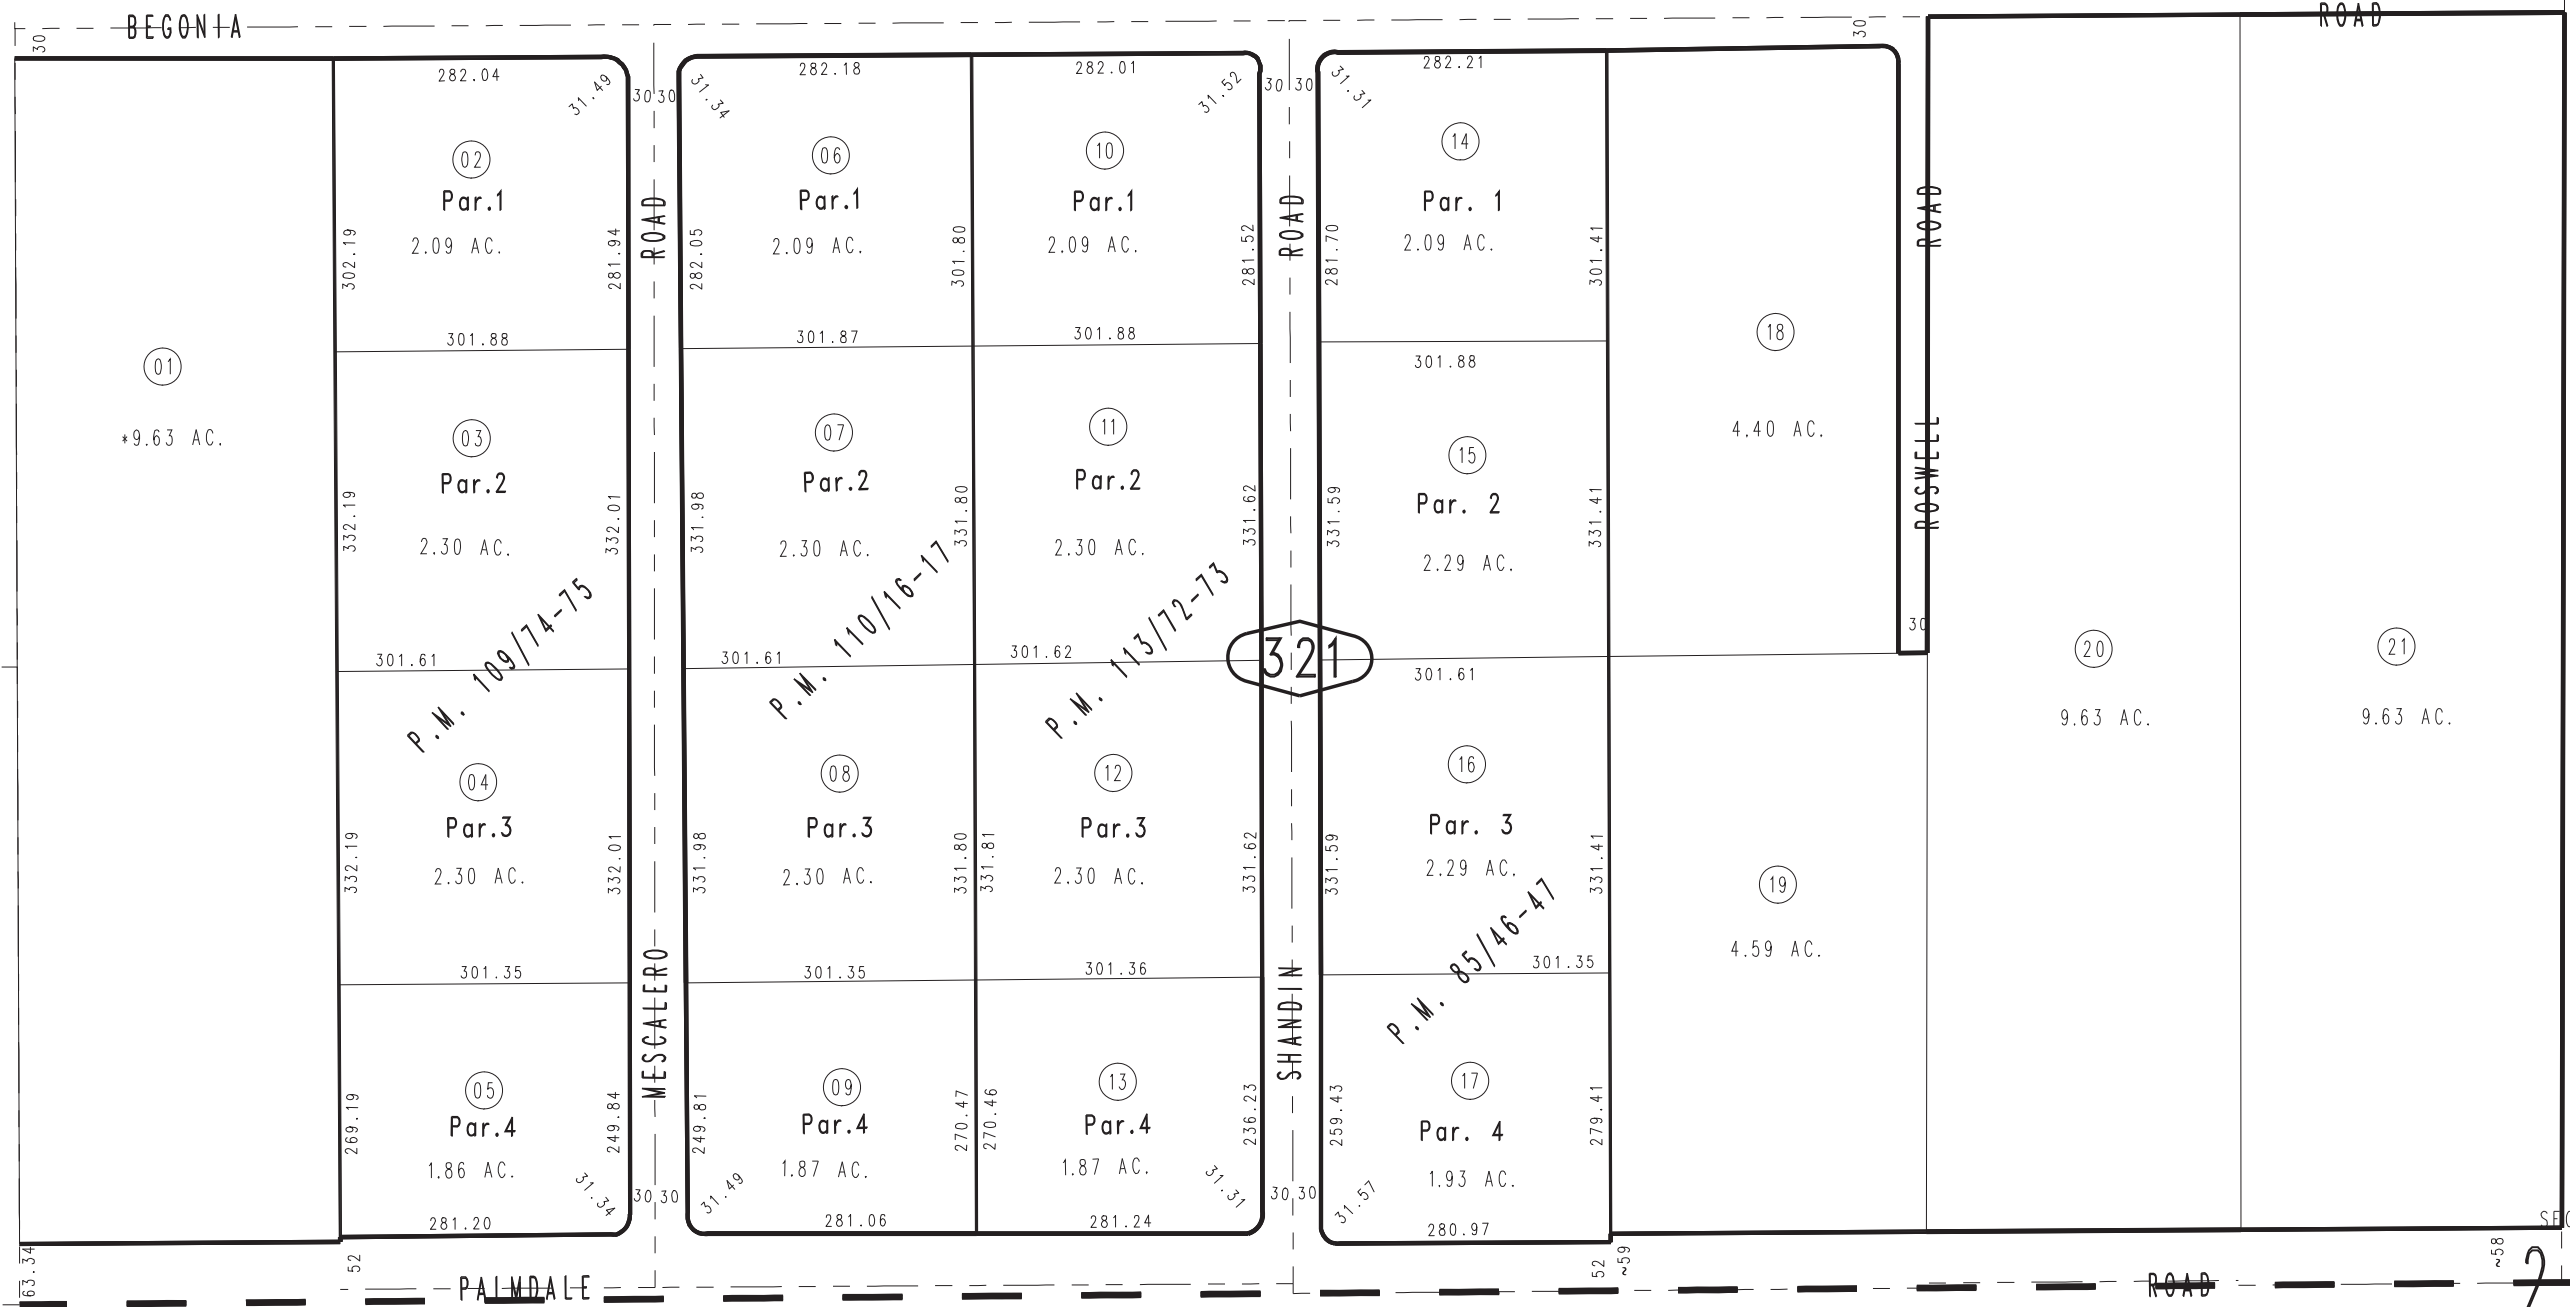 BEGONIA
ROAD
30
30
282.04
31.49
30 30
31.34
282.18
282.01
31.52
30 30
31.31
282.21
02
Par.1
2.09 AC.
302.19
281.94
ROAD
06
Par.1
2.09 AC.
282.05
301.80
10
Par.1
2.09 AC.
281.52
ROAD
14
Par. 1
2.09 AC.
281.70
301.41
ROAD
301.88
301.87
301.88
301.88
01
*9.63 AC.
18
4.40 AC.
ROSWELL
30
03
Par.2
2.30 AC.
332.19
332.01
07
Par.2
2.30 AC.
331.98
331.80
11
Par.2
2.30 AC.
331.62
15
Par. 2
2.29 AC.
331.59
331.41
P.M. 109/74-75
P.M. 110/16-17
P.M. 113/72-73
321
301.61
301.61
301.62
301.61
20
9.63 AC.
21
9.63 AC.
04
Par.3
2.30 AC.
332.19
332.01
08
Par.3
2.30 AC.
331.98
331.80
12
Par.3
2.30 AC.
331.81
331.62
16
Par. 3
2.29 AC.
331.59
331.41
19
4.59 AC.
P.M. 85/46-47
301.35
301.35
301.36
301.35
MESCALERO
SHANDIN
05
Par.4
1.86 AC.
269.19
249.84
31.34
281.20
30 30
09
Par.4
1.87 AC.
249.81
270.47
31.49
281.06
13
Par.4
1.87 AC.
270.46
236.23
31.31
281.24
30 30
17
Par. 4
1.93 AC.
259.43
279.41
31.57
280.97
63.34
52
PALMDALE
52
~59
ROAD
~58